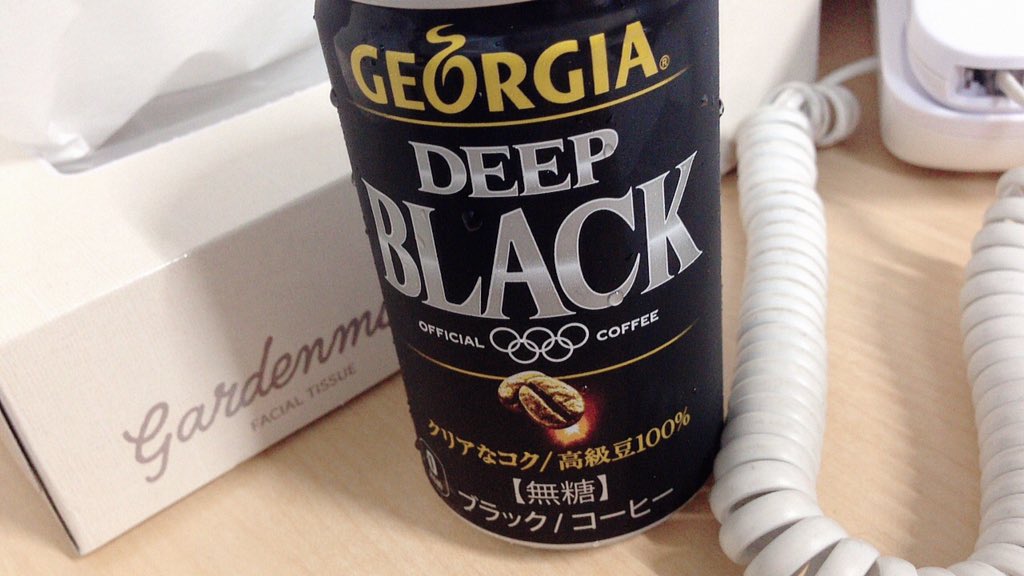 GEORGIA®
DEEP
BLACK
OFFICIAL COFFEE
クリアなコク/高級豆100%
【無糖】
ブラック/コーヒー
FACIAL TISSUE